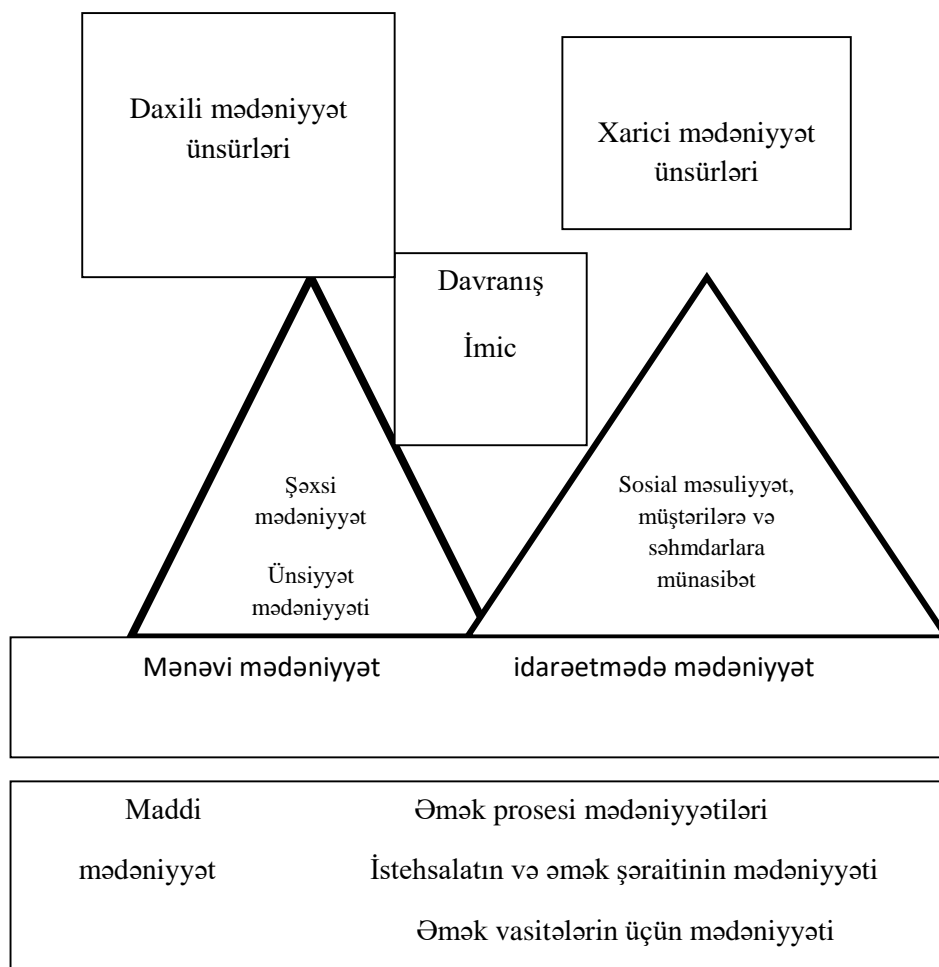 Daxili mədəniyyət
ünsürləri
Xarici mədəniyyət
ünsürləri
Davranış
İmic
Şəxsi
mədəniyyət
Ünsiyyət
mədəniyyəti
Sosial məsuliyyət,
müştərilərə və
səhmdarlara
münasibət
Mənəvi mədəniyyət idarəetmədə mədəniyyət
Maddi Əmək prosesi mədəniyyətiləri
mədəniyyət İstehsalatın və əmək şəraitinin mədəniyyəti
Əmək vasitələrin üçün mədəniyyəti